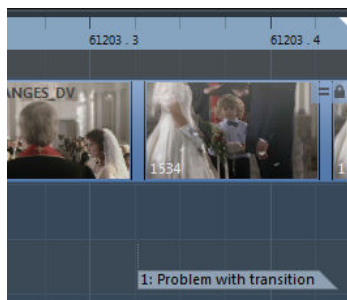 61203 . 3
61203 . 4
ANGES_DV
1534
1: Problem with transition